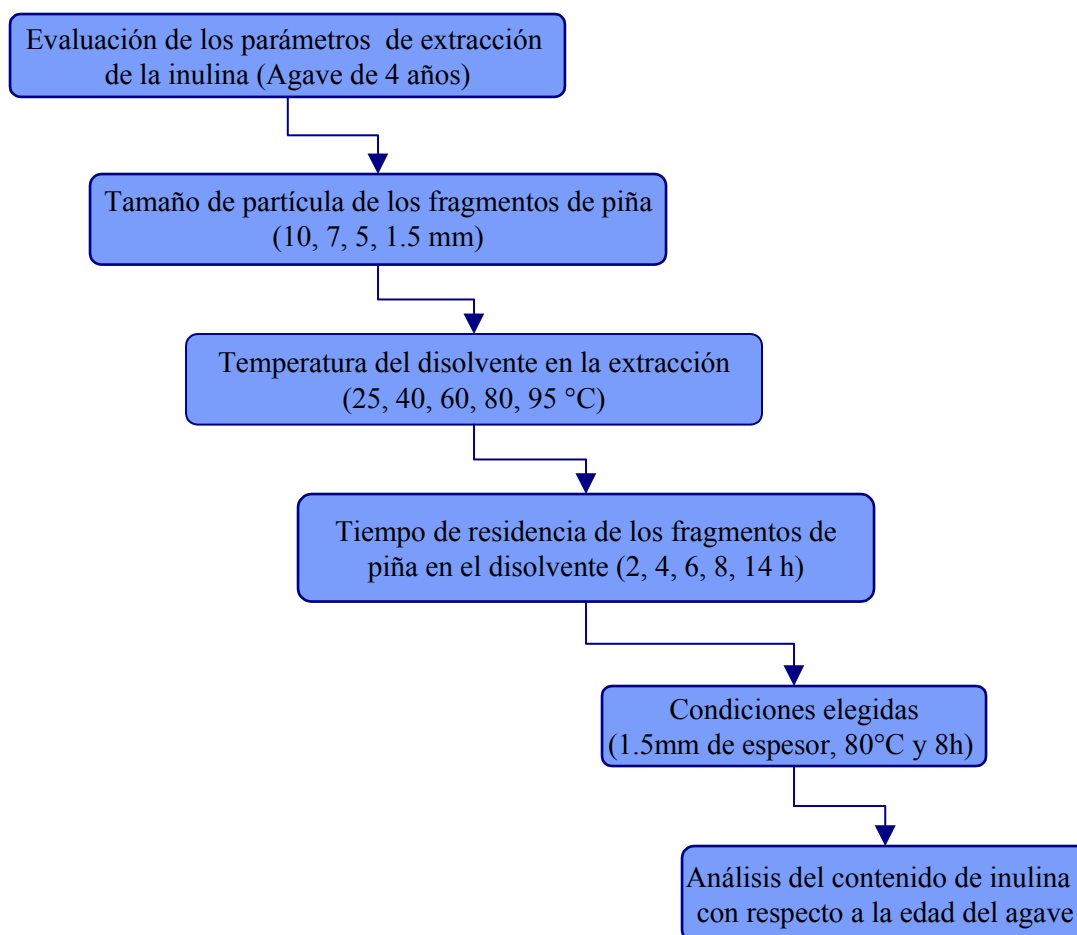 Evaluación de los parámetros de extracción
de la inulina (Agave de 4 años)
Tamaño de partícula de los fragmentos de piña
(10, 7, 5, 1.5 mm)
Temperatura del disolvente en la extracción
(25, 40, 60, 80, 95 °C)
Tiempo de residencia de los fragmentos de
piña en el disolvente (2, 4, 6, 8, 14 h)
Condiciones elegidas
(1.5mm de espesor, 80°C y 8h)
Análisis del contenido de inulina
con respecto a la edad del agave